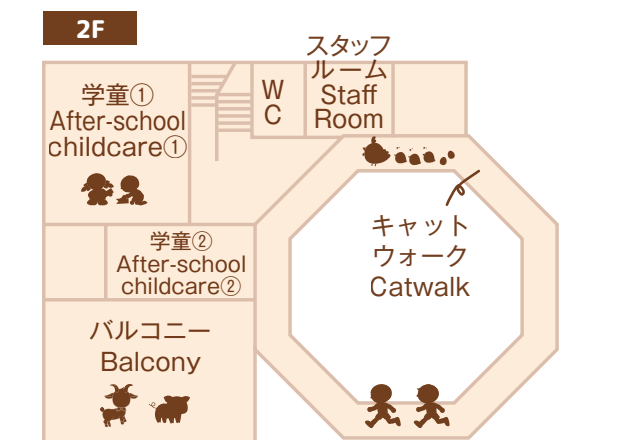 2F
スタッフ
ルーム
Staff
Room
W
C
学童①
After-school
childcare①
キャット
ウォーク
Catwalk
学童②
After-school
childcare②
バルコニー
Balcony